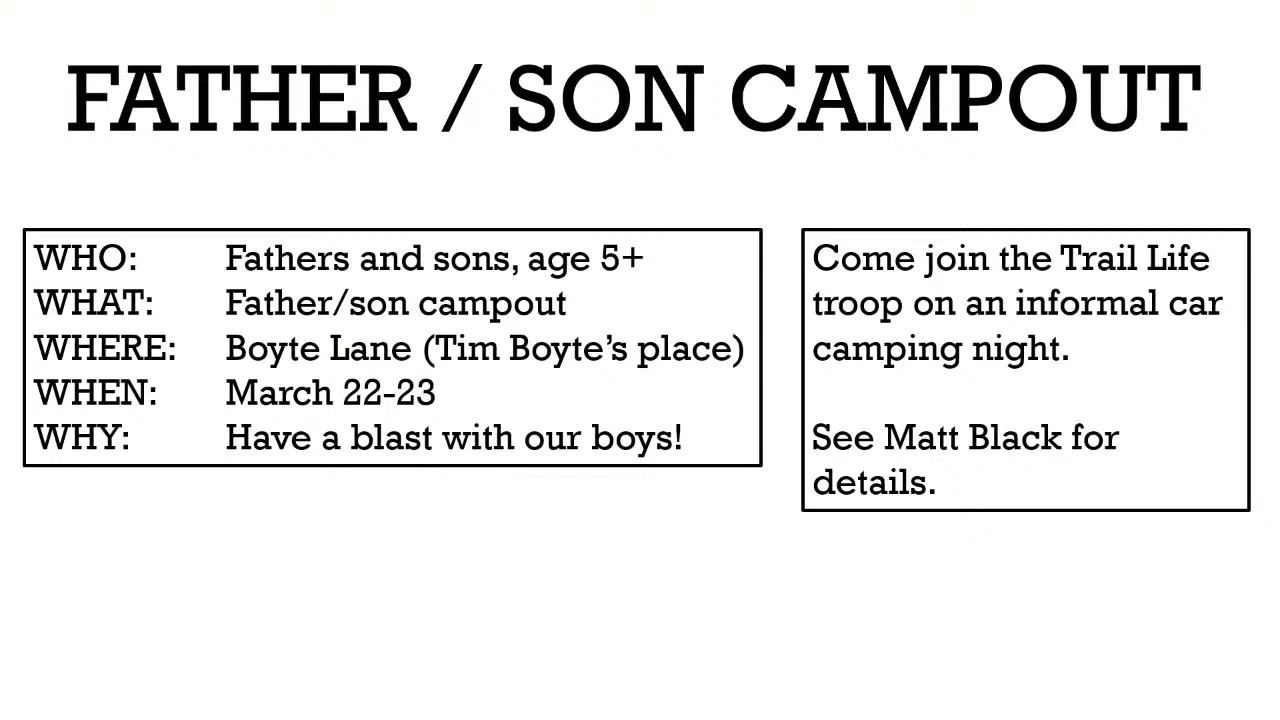 FATHER / SON CAMPOUT
WHO: Fathers and sons, age 5+
WHAT: Father/son campout
WHERE: Boyte Lane (Tim Boyte’s place)
WHEN: March 22-23
WHY: Have a blast with our boys!
Come join the Trail Life
troop on an informal car
camping night.
See Matt Black for
details.